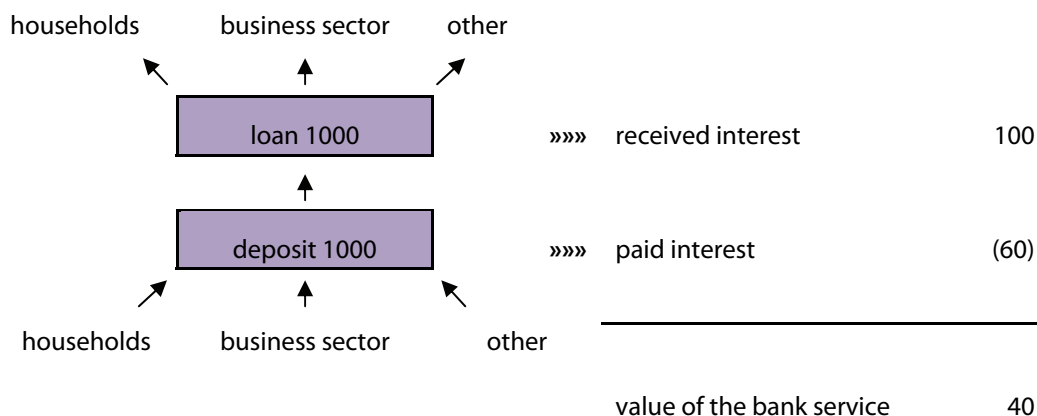 households business sector other
loan 1000 »»» received interest 100
deposit 1000 »»» paid interest (60)
households business sector other
value of the bank service 40